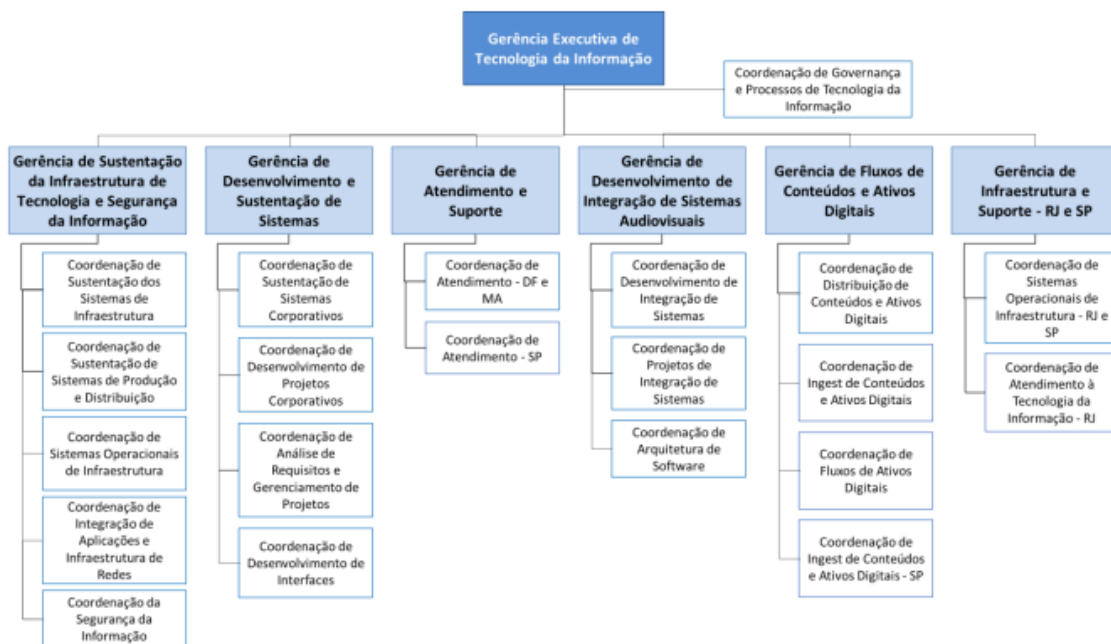 Gerência Executiva de
Tecnologia da Informação
Coordenação de Governança
e Processos de Tecnologia da
Informação
Gerência de Sustentação
da Infraestrutura de
Tecnologia e Segurança
da Informação
Coordenação de
Sustentação dos
Sistemas de
Infraestrutura
Coordenação de
Sustentação de
Sistemas de Produção
e Distribuição
Coordenação de
Sistemas Operacionais
de Infraestrutura
Coordenação de
Integração de
Aplicações e
Infraestrutura de
Redes
Coordenação da
Segurança da
Informação
Gerência de
Desenvolvimento e
Sustentação de
Sistemas
Coordenação de
Sustentação de
Sistemas
Corporativos
Coordenação de
Desenvolvimento de
Projetos
Corporativos
Coordenação de
Análise de
Requisitos e
Gerenciamento de
Projetos
Coordenação de
Desenvolvimento de
Interfaces
Gerência de
Atendimento e
Suporte
Coordenação de
Atendimento - DF e
MA
Coordenação de
Atendimento - SP
Gerência de
Desenvolvimento de
Integração de Sistemas
Audiovisuais
Coordenação de
Desenvolvimento de
Integração de
Sistemas
Coordenação de
Projetos de
Integração de
Sistemas
Coordenação de
Arquitetura de
Software
Gerência de Fluxos de
Conteúdos e Ativos
Digitais
Coordenação de
Distribuição de
Conteúdos e Ativos
Digitais
Coordenação de
Ingest de Conteúdos
e Ativos Digitais
Coordenação de
Fluxos de Ativos
Digitais
Coordenação de
Ingest de Conteúdos
e Ativos Digitais - SP
Gerência de
Infraestrutura e
Suporte - RJ e SP
Coordenação de
Sistemas
Operacionais de
Infraestrutura - RJ e
SP
Coordenação de
Atendimento à
Tecnologia da
Informação - RJ